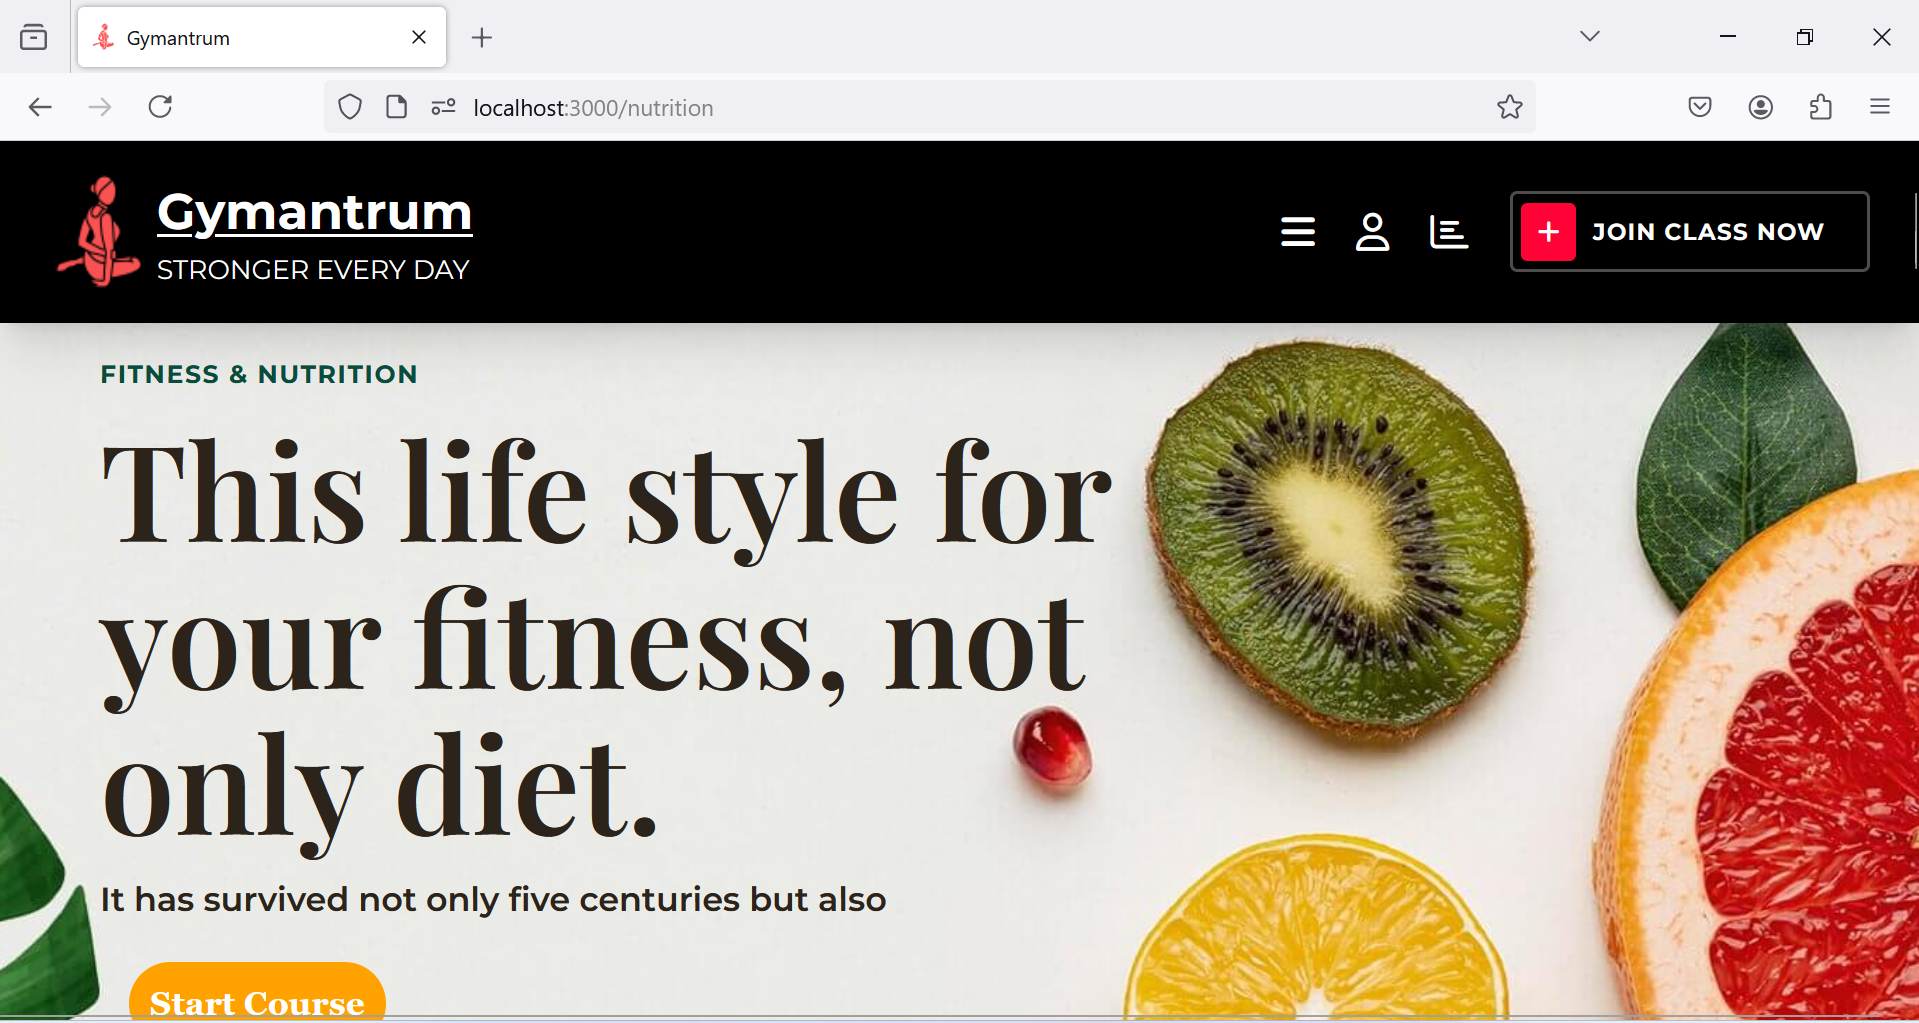 Gymantrum
localhost:3000/nutrition
Gymantrum
STRONGER EVERY DAY
JOIN CLASS NOW
FITNESS & NUTRITION
This life style for
your fitness, not
only diet.
It has survived not only five centuries but also
Start Course